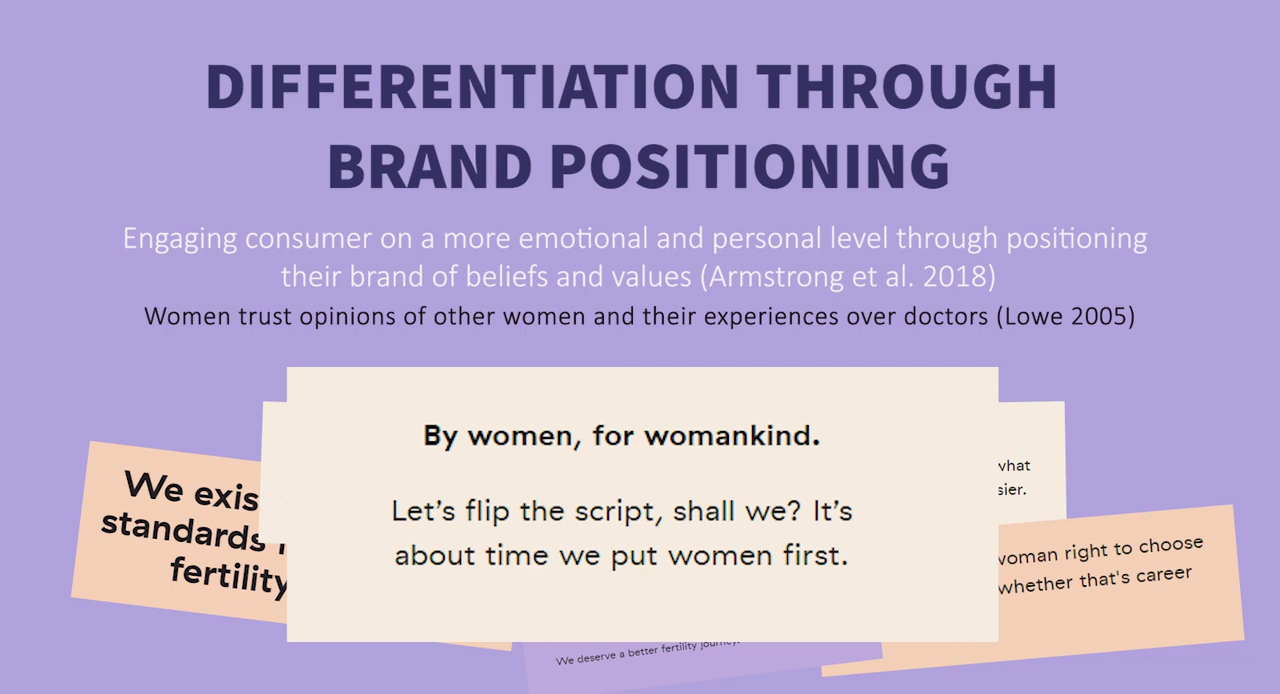 DIFFERENTIATION THROUGH
BRAND POSITIONING
Engaging consumer on a more emotional and personal level through positioning
their brand of beliefs and values (Armstrong et al. 2018)
Women trust opinions of other women and their experiences over doctors (Lowe 2005)
By women, for womankind.
Let's flip the script, shall we? It's
about time we put women first.
We exis
standards
fertility
what
sier.
woman right to choose
whether that's career
We deserve a better fertility journey.